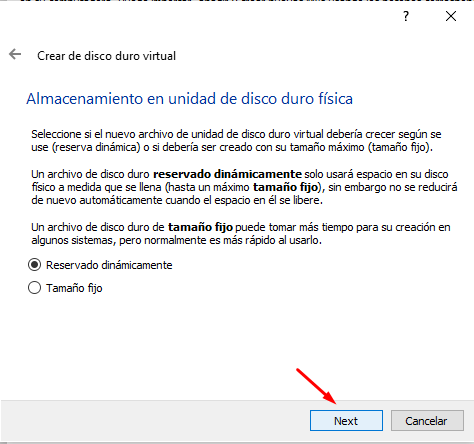 ?
Crear de disco duro virtual
Almacenamiento en unidad de disco duro física
Seleccione si el nuevo archivo de unidad de disco duro virtual debería crecer según se
use (reserva dinámica) o si debería ser creado con su tamaño máximo (tamaño fijo).
Un archivo de disco duro reservado dinámicamente solo usará espacio en su disco
físico a medida que se llena (hasta un máximo tamaño fijo), sin embargo no se reducirá
de nuevo automáticamente cuando el espacio en él se libere.
Un archivo de disco duro de tamaño fijo puede tomar más tiempo para su creación en
algunos sistemas, pero normalmente es más rápido al usarlo.
Reservado dinámicamente
Tamaño fijo
Next
Cancelar